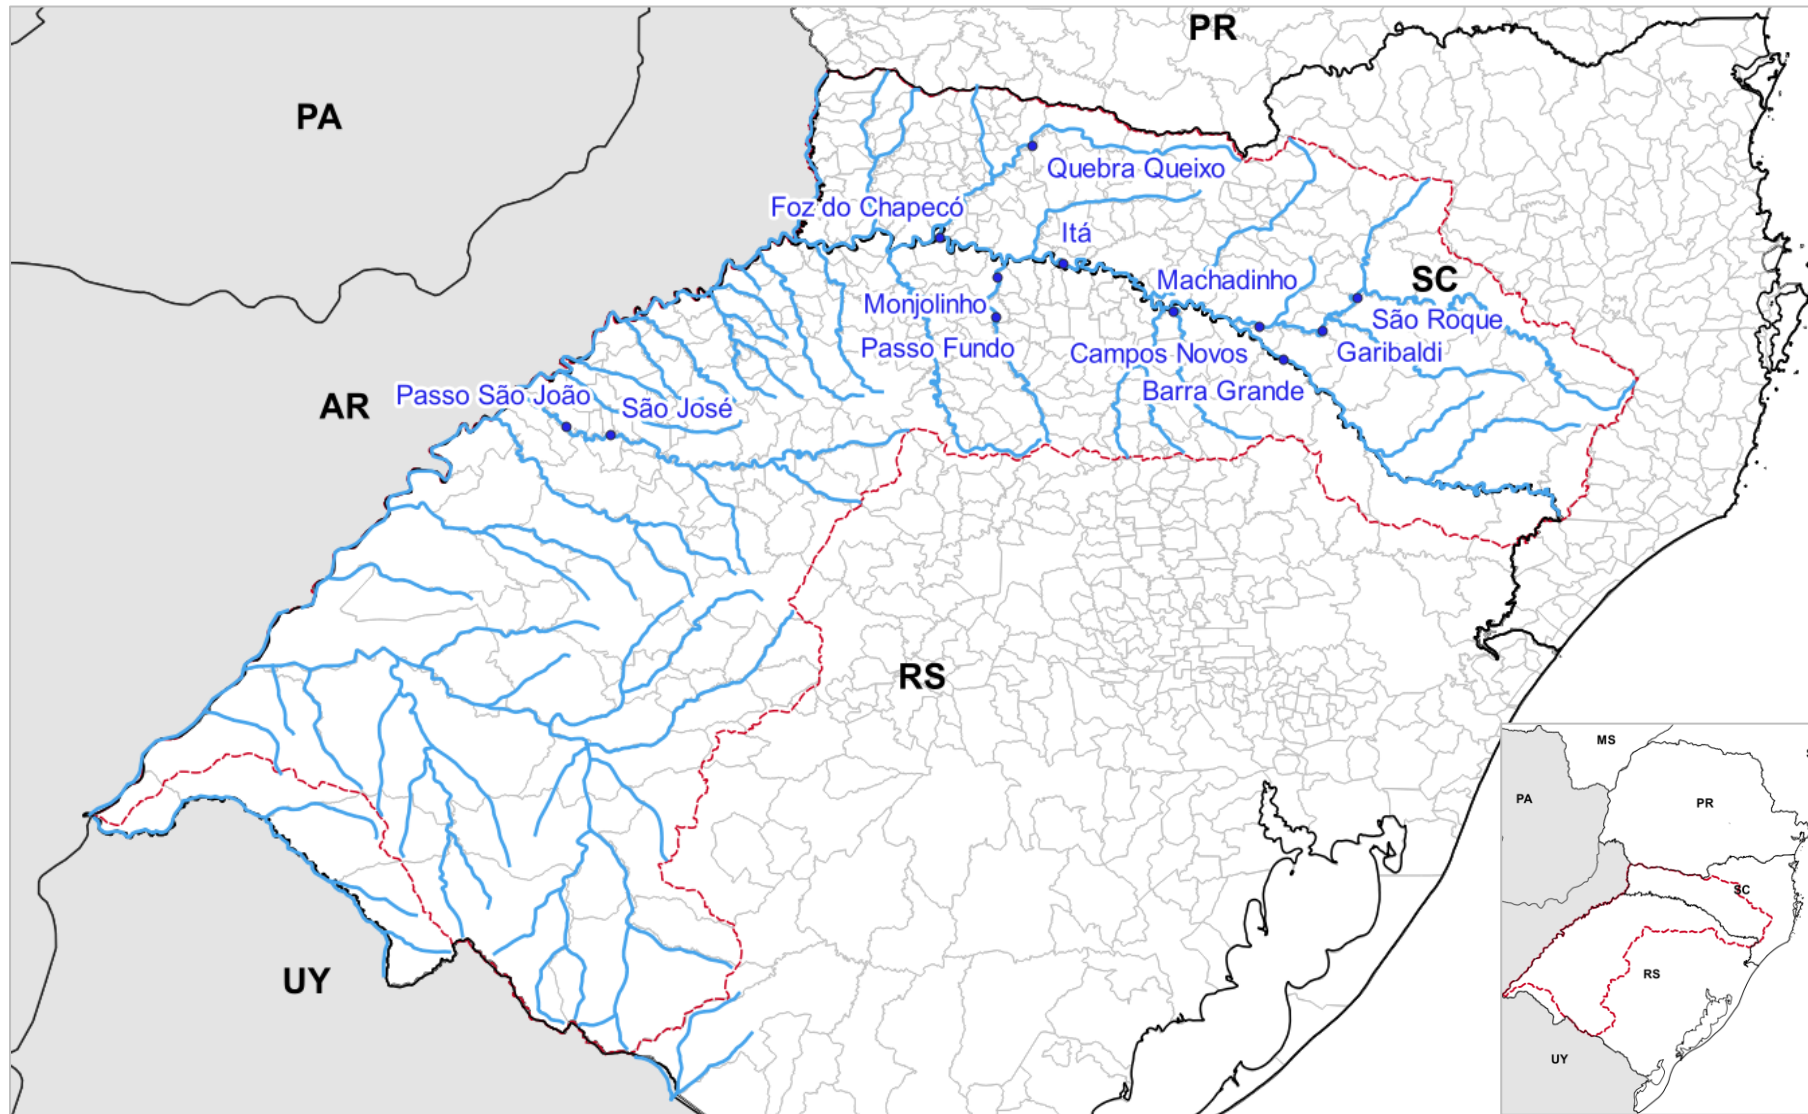 PR
PA
Quebra Queixo
Foz do Chapecó
Itá
Machadinho
SC
Monjolinho
São Roque
Passo Fundo
Campos Novos
Garibaldi
Barra Grande
Passo São João
São José
AR
RS
UY
MS
PA
PR
SC
RS
UY